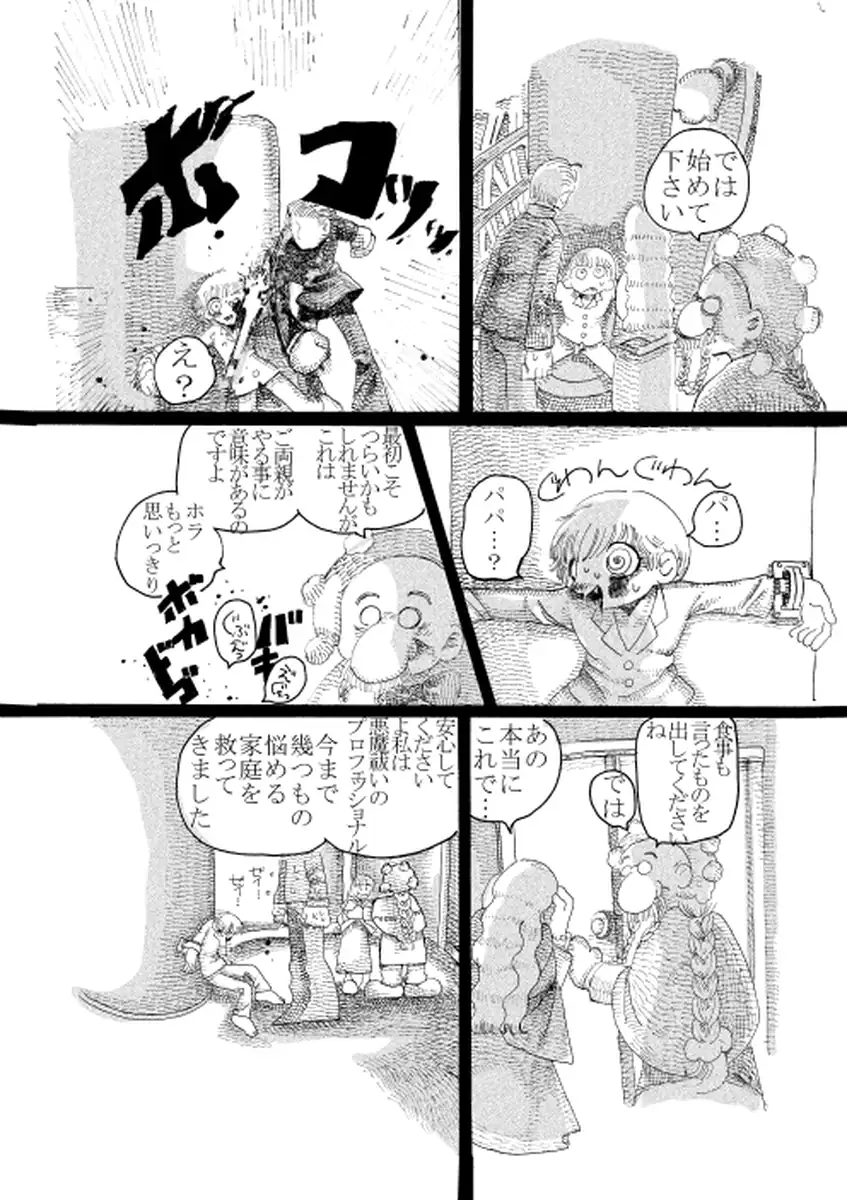 では
始めて
下さい
ボコッッ
え?
ぐわんぐわん
パ…
パパ…?
最初こそ
つらいかも
しれませんが
これは
ご両親が
やる事に
意味があるの
ですよ
ホラ
もっと
思いっきり
バキ
ボカ
食事も
言ったものを
出してください
ね
では
あの
本当に
これで…
安心して
ください
よ私は
悪魔祓いの
プロフェッショナル
今まで
幾つもの
悩める
家庭を
救って
きました
ゼィ…
ゼィ…